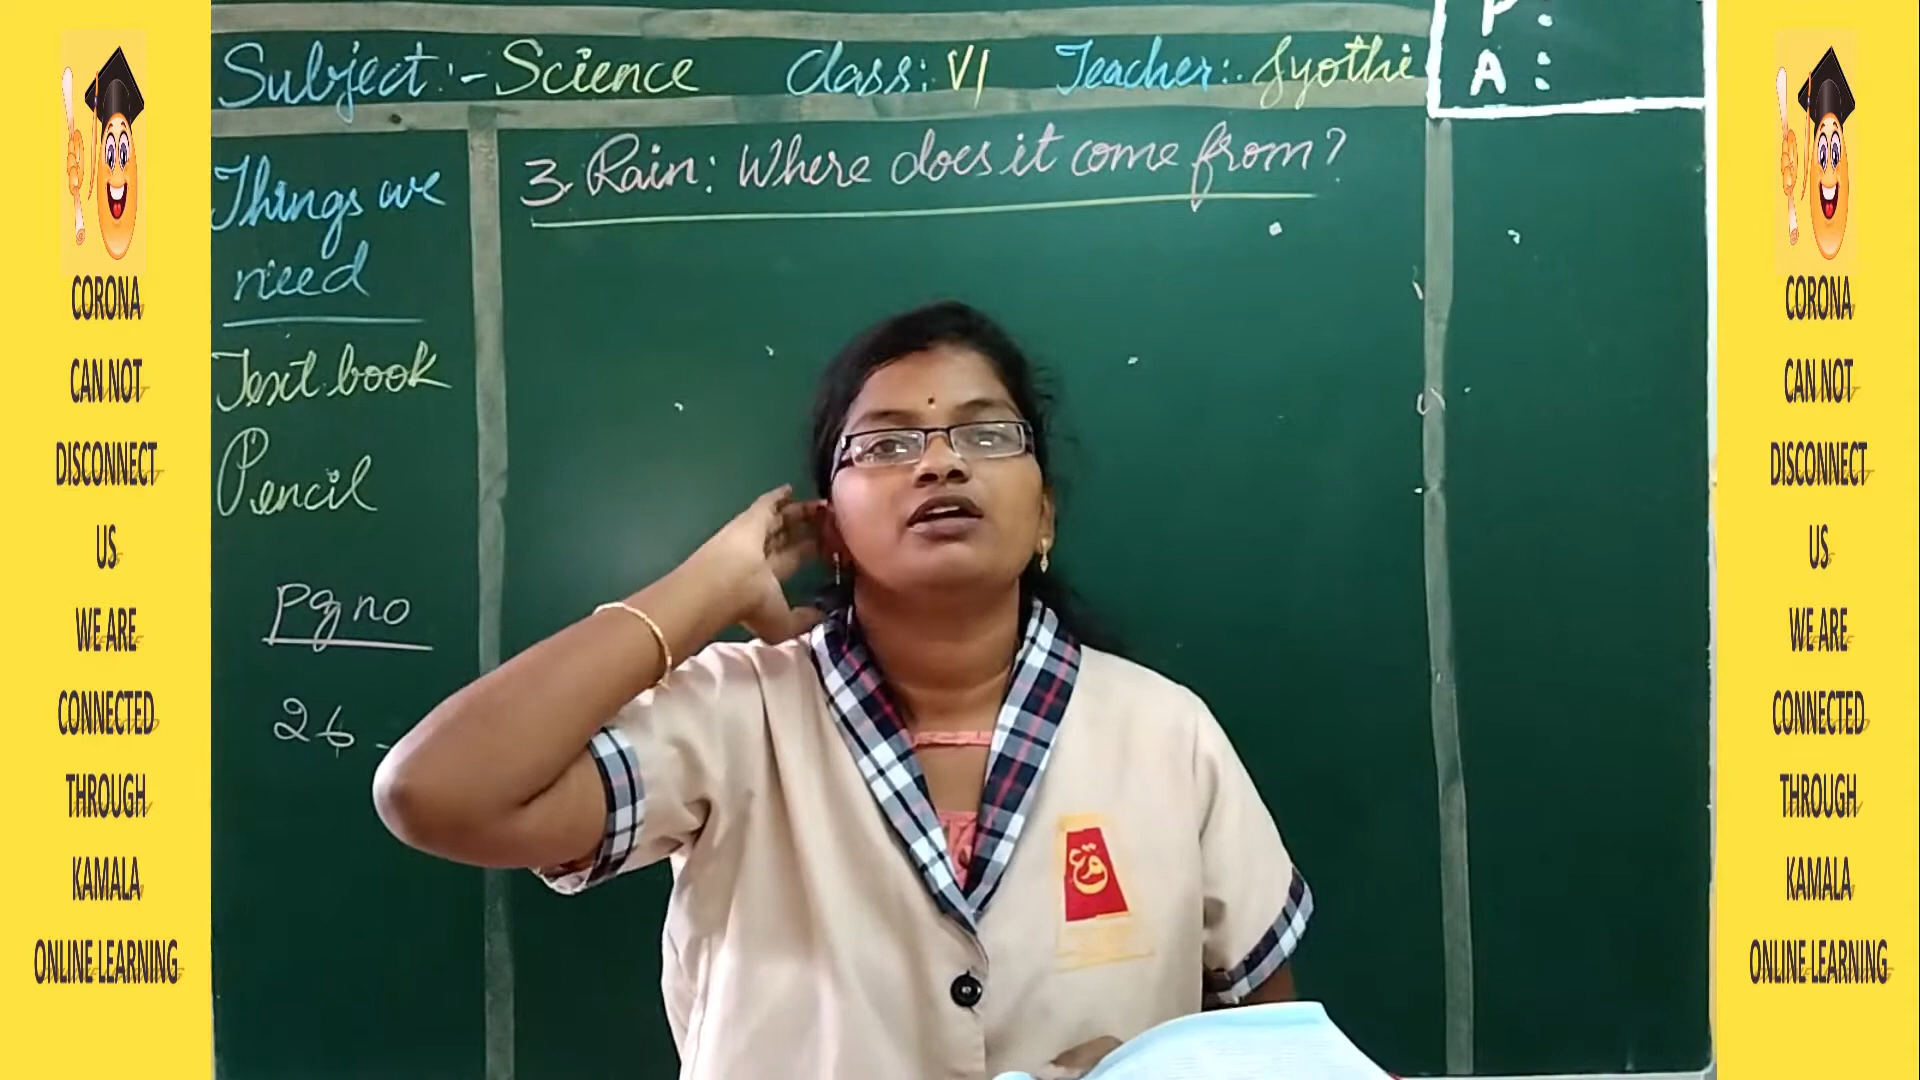 CORONA
CAN NOT
DISCONNECT
US
WE ARE
CONNECTED
THROUGH
KAMALA
ONLINE LEARNING
Subject:- Science Class: VI Teacher:. Jyothi
P:
A:
Things we
need
Text book
Pencil
Pg no
26 -
3. Rain: Where does it come from?
CORONA
CAN NOT
DISCONNECT
US
WE ARE
CONNECTED
THROUGH
KAMALA
ONLINE LEARNING